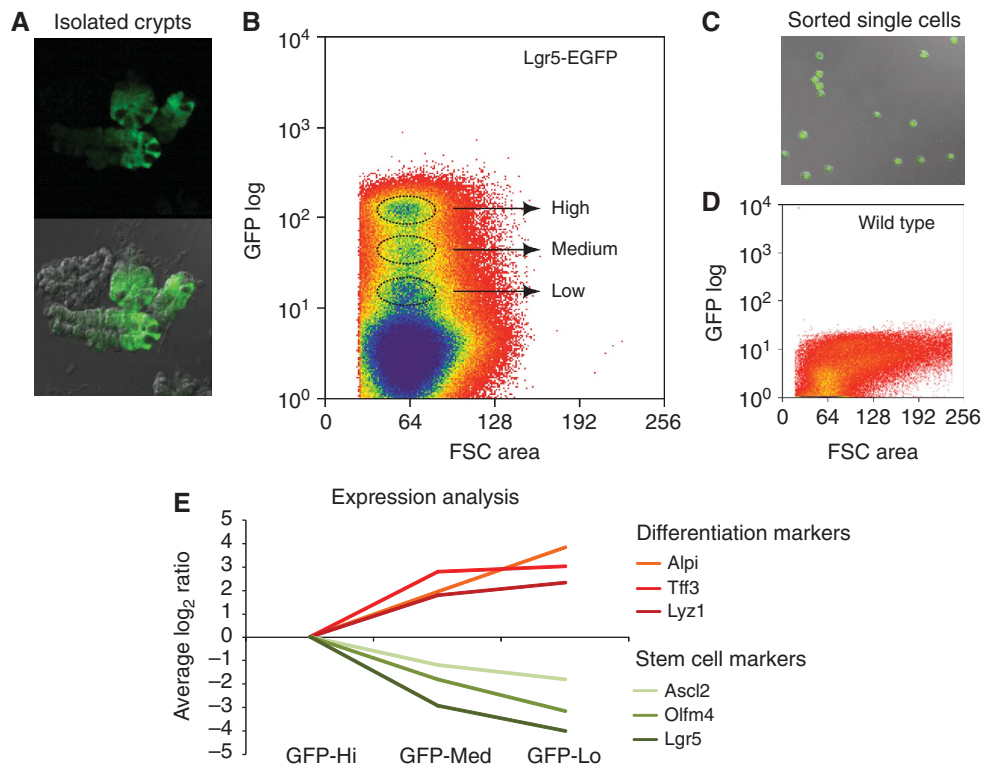 A Isolated crypts
B
10^4
10^3
10^2
10^1
10^0
GFP log
Lgr5-EGFP
High
Medium
Low
0 64 128 192 256
FSC area
C Sorted single cells
D
Wild type
10^4
10^3
10^2
10^1
10^0
GFP log
0 64 128 192 256
FSC area
E Expression analysis
5
4
3
2
1
0
–1
–2
–3
–4
–5
Average log2 ratio
GFP-Hi GFP-Med GFP-Lo
Differentiation markers
Alpi
Tff3
Lyz1
Stem cell markers
Ascl2
Olfm4
Lgr5